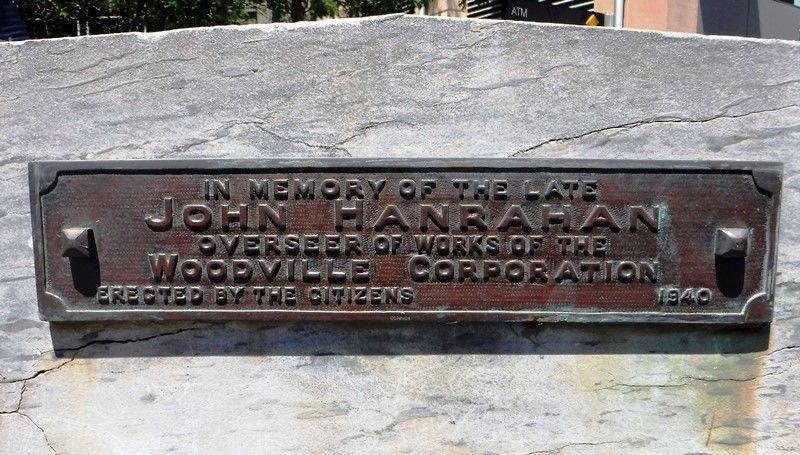 ATM
IN MEMORY OF THE LATE
JOHN HANRAHAN
OVERSEER OF WORKS OF THE
WOODVILLE CORPORATION
ERECTED BY THE CITIZENS 1940